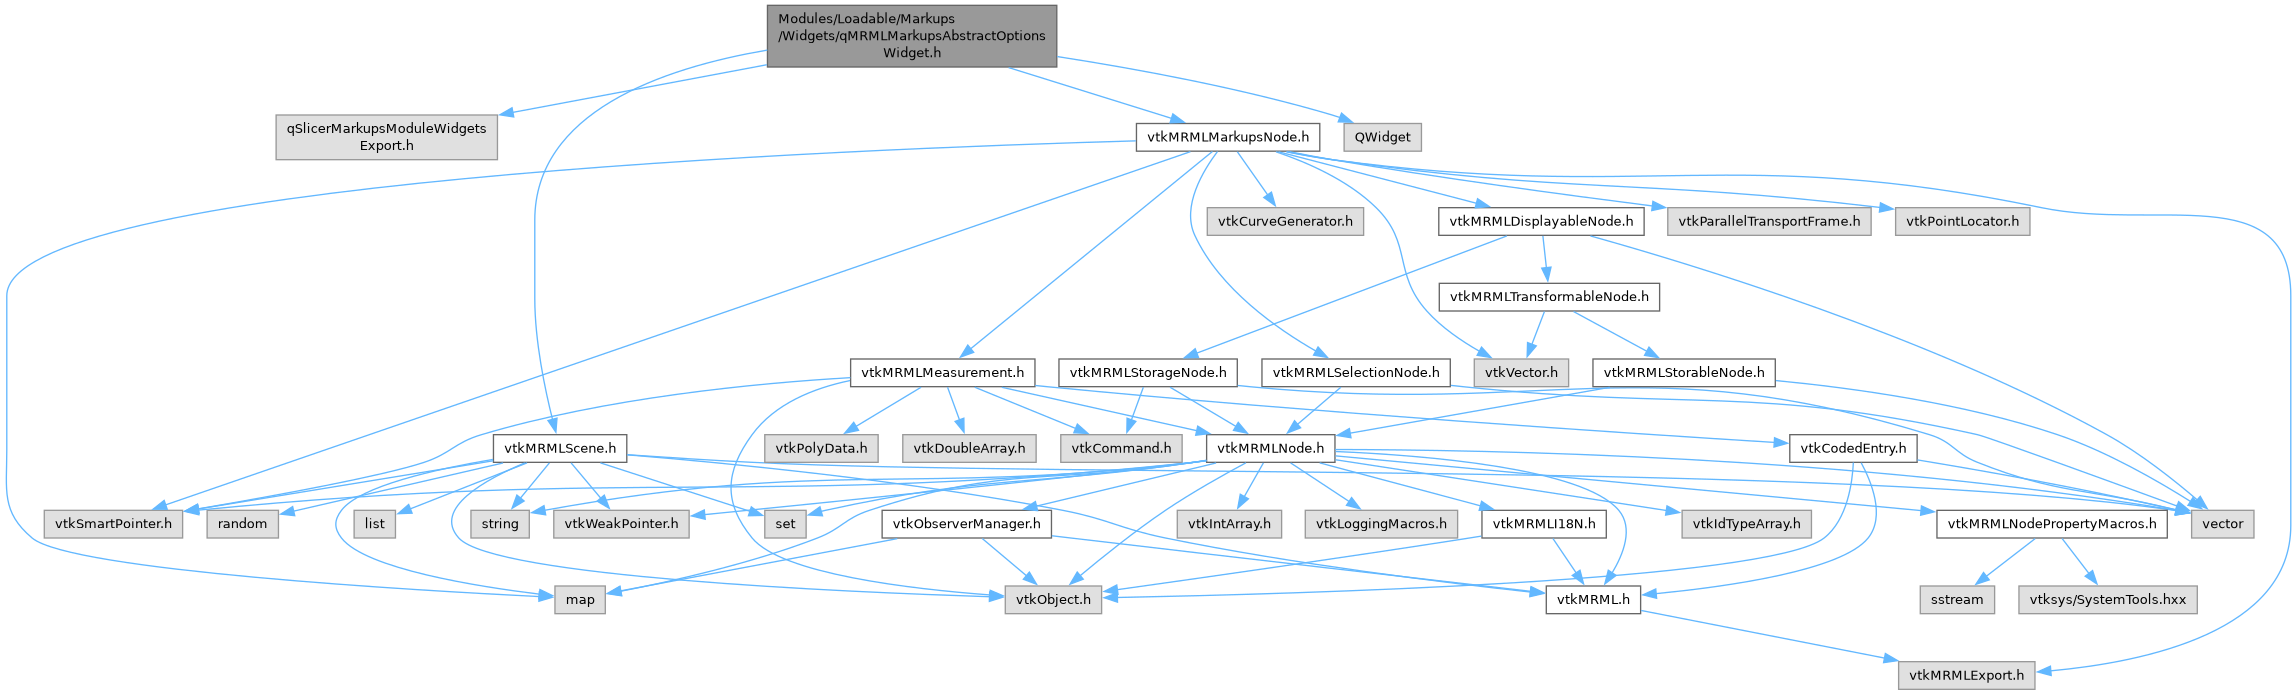 Modules/Loadable/Markups
/Widgets/qMRMLMarkupsAbstractOptions
Widget.h
qSlicerMarkupsModuleWidgets
Export.h
vtkMRMLMarkupsNode.h
QWidget
vtkCurveGenerator.h
vtkMRMLDisplayableNode.h
vtkParallelTransportFrame.h
vtkPointLocator.h
vtkMRMLTransformableNode.h
vtkMRMLMeasurement.h
vtkMRMLStorageNode.h
vtkMRMLSelectionNode.h
vtkVector.h
vtkMRMLStorableNode.h
vtkMRMLScene.h
vtkPolyData.h
vtkDoubleArray.h
vtkCommand.h
vtkMRMLNode.h
vtkCodedEntry.h
vtkSmartPointer.h
random
list
string
vtkWeakPointer.h
set
vtkObserverManager.h
vtkIntArray.h
vtkLoggingMacros.h
vtkMRMLI18N.h
vtkIdTypeArray.h
vtkMRMLNodePropertyMacros.h
vector
map
vtkObject.h
vtkMRML.h
sstream
vtksys/SystemTools.hxx
vtkMRMLExport.h